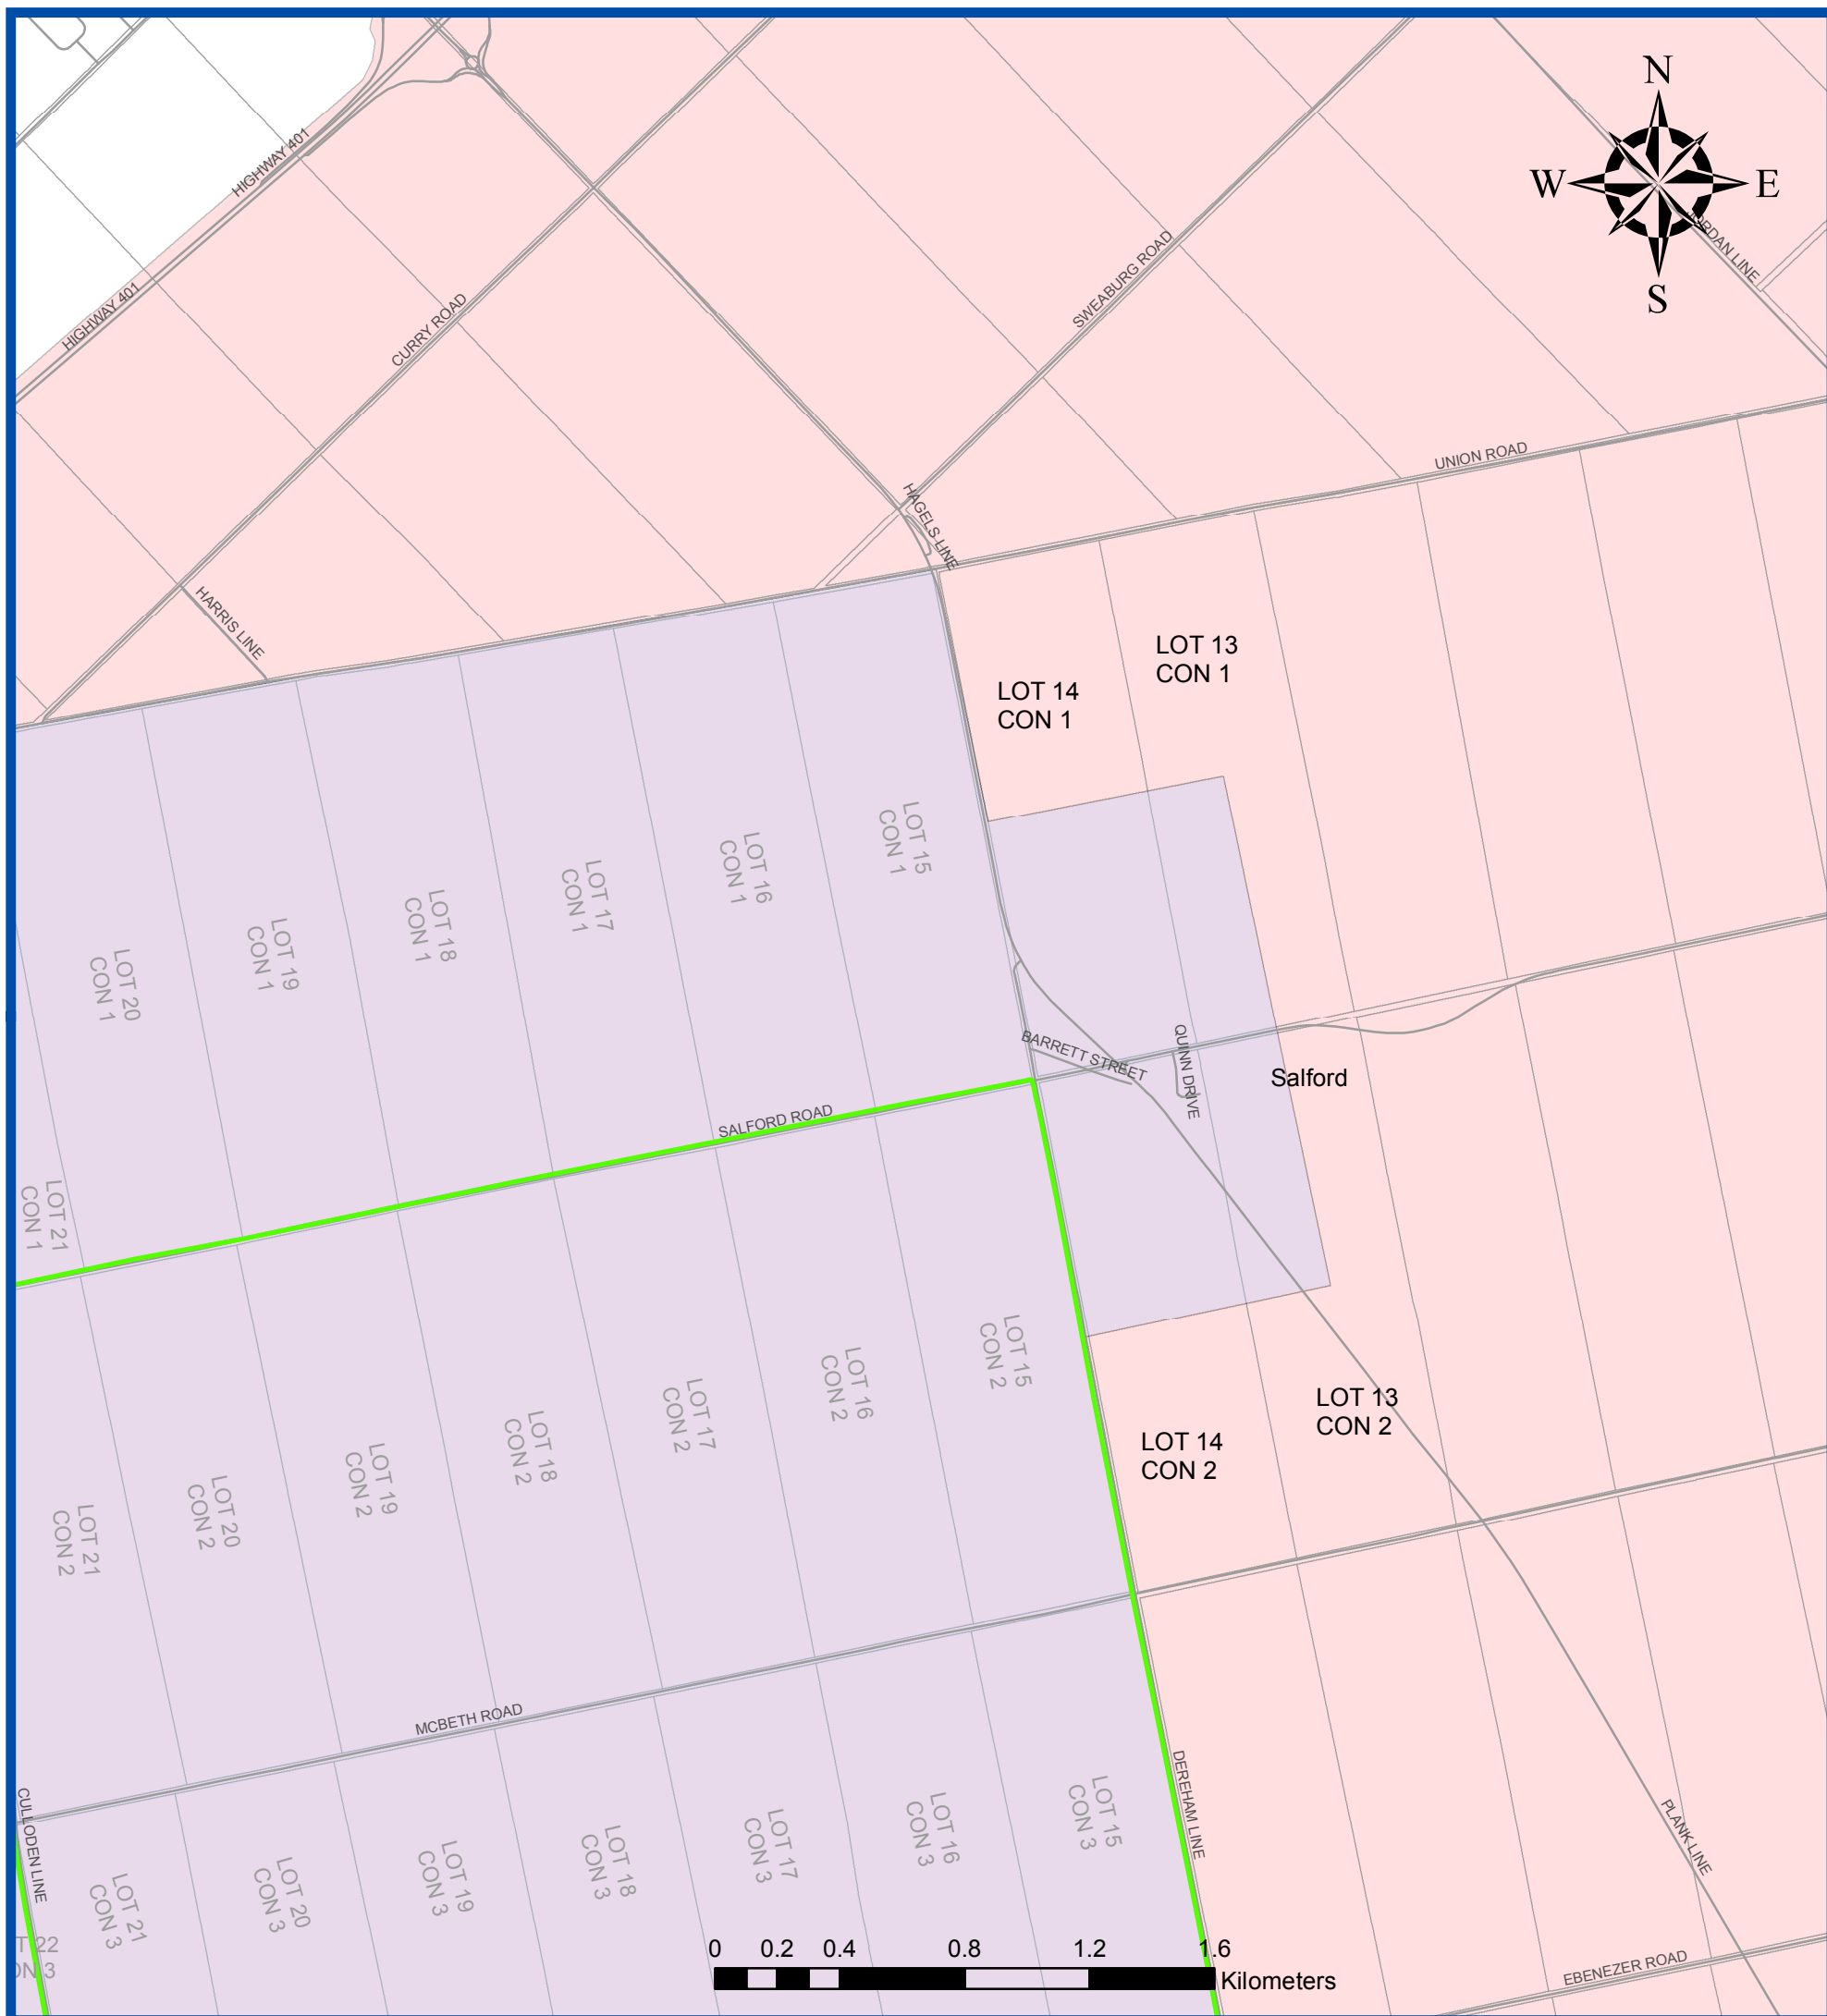 N
W E
S
HIGHWAY 401
HIGHWAY 401
CURRY ROAD
SWEABURG ROAD
UNION ROAD
HAGELS LINE
HARRIS LINE
LOT 13
CON 1
LOT 14
CON 1
LOT 15
CON 1
LOT 16
CON 1
LOT 17
CON 1
LOT 18
CON 1
LOT 19
CON 1
LOT 20
CON 1
LOT 21
CON 1
BARRETT STREET
QUINN DRIVE
Salford
SALFORD ROAD
LOT 13
CON 2
LOT 14
CON 2
LOT 15
CON 2
LOT 16
CON 2
LOT 17
CON 2
LOT 18
CON 2
LOT 19
CON 2
LOT 20
CON 2
LOT 21
CON 2
MCBETH ROAD
DEREHAM LINE
PLANK LINE
CULLODEN LINE
LOT 15
CON 3
LOT 16
CON 3
LOT 17
CON 3
LOT 18
CON 3
LOT 19
CON 3
LOT 20
CON 3
LOT 21
CON 3
T 22
3
EBENEZER ROAD
0 0.2 0.4 0.8 1.2 1.6
Kilometers
LINE